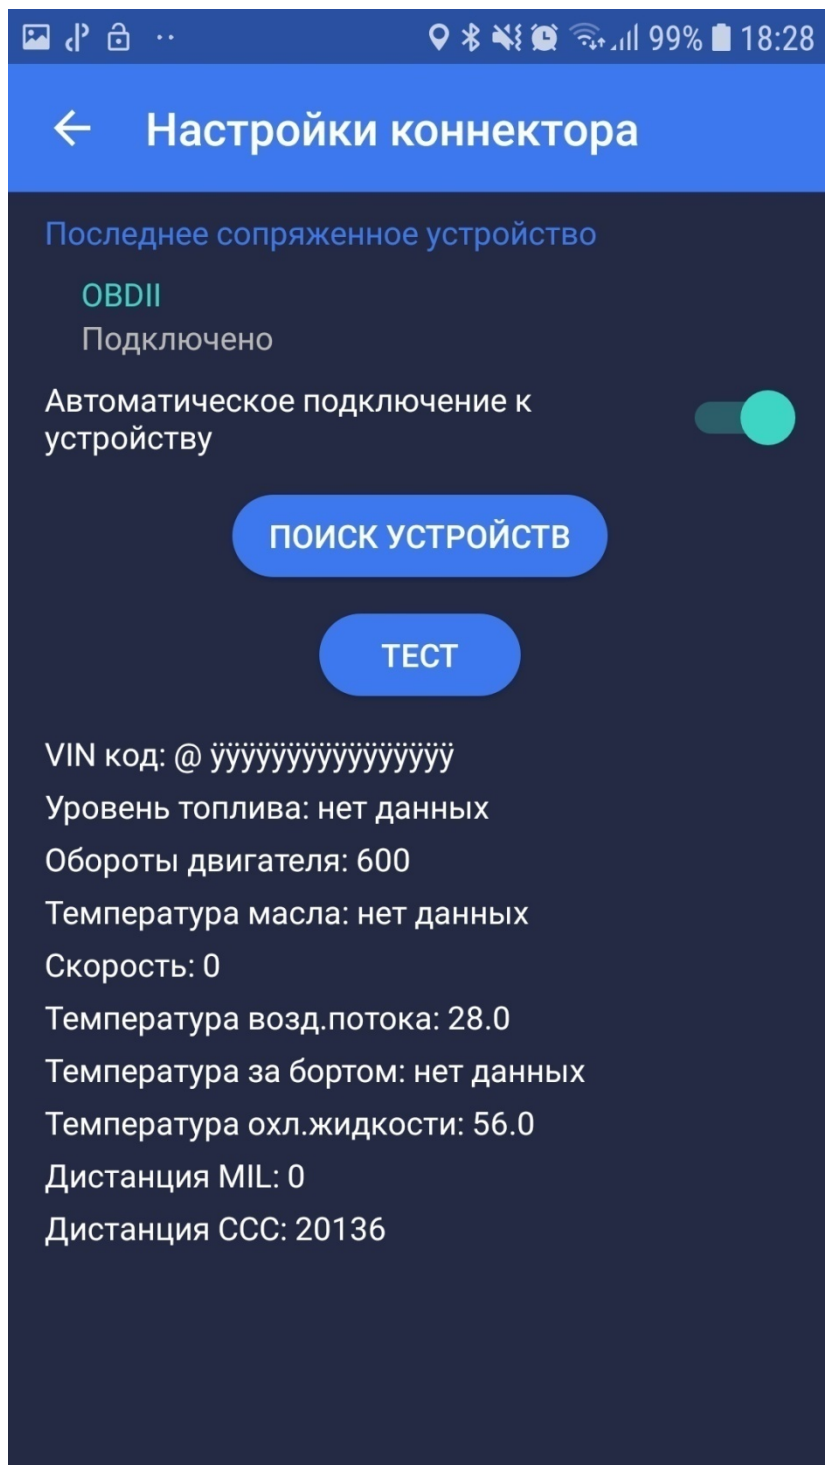 99% 18:28
Настройки коннектора
Последнее сопряженное устройство
OBDII
Подключено
Автоматическое подключение к
устройству
ПОИСК УСТРОЙСТВ
ТЕСТ
VIN код: @ ÿÿÿÿÿÿÿÿÿÿÿÿÿÿÿÿ
Уровень топлива: нет данных
Обороты двигателя: 600
Температура масла: нет данных
Скорость: 0
Температура возд.потока: 28.0
Температура за бортом: нет данных
Температура охл.жидкости: 56.0
Дистанция MIL: 0
Дистанция ССС: 20136